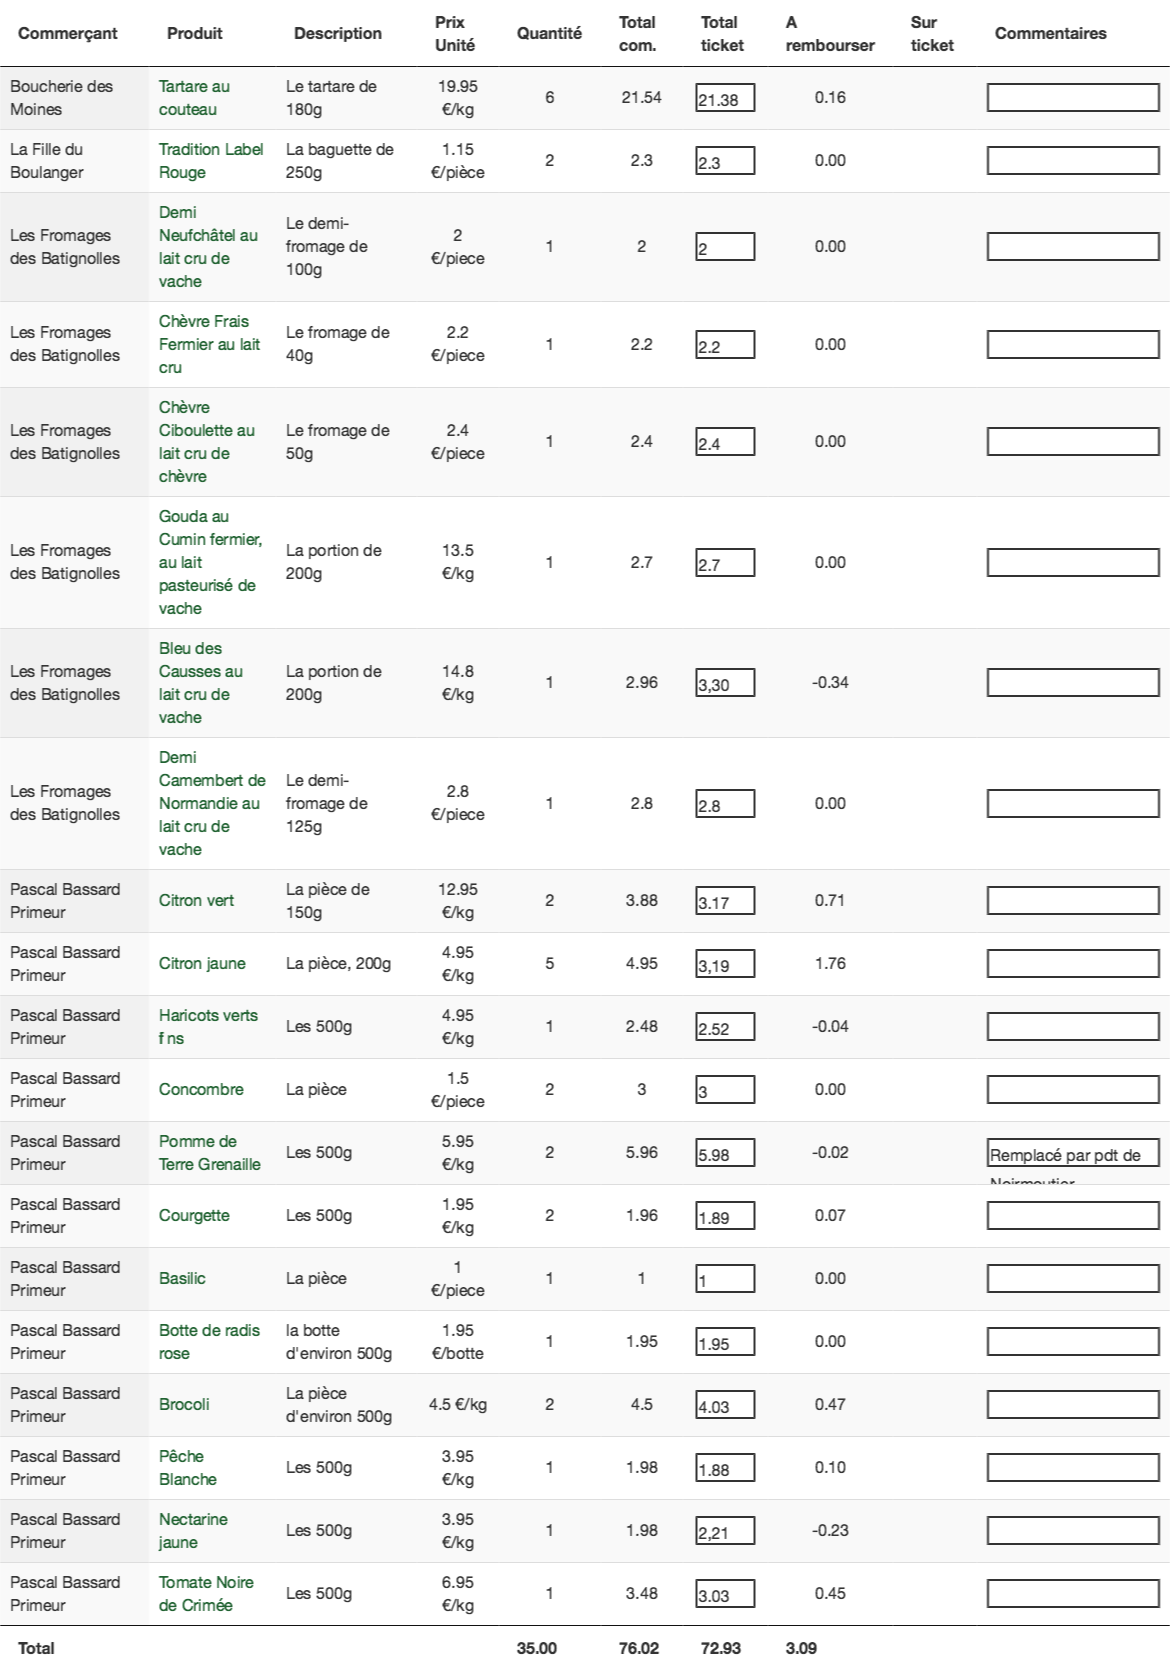 Commerçant Produit Description Prix Unité Quantité Total com. Total ticket A rembourser Sur ticket Commentaires
Boucherie des Moines Tartare au couteau Le tartare de 180g 19.95 €/kg 6 21.54 21.38 0.16
La Fille du Boulanger Tradition Label Rouge La baguette de 250g 1.15 €/pièce 2 2.3 2.3 0.00
Les Fromages des Batignolles Demi Neufchâtel au lait cru de vache Le demi-fromage de 100g 2 €/piece 1 2 2 0.00
Les Fromages des Batignolles Chèvre Frais Fermier au lait cru Le fromage de 40g 2.2 €/piece 1 2.2 2.2 0.00
Les Fromages des Batignolles Chèvre Ciboulette au lait cru de chèvre Le fromage de 50g 2.4 €/piece 1 2.4 2.4 0.00
Les Fromages des Batignolles Gouda au Cumin fermier, au lait pasteurisé de vache La portion de 200g 13.5 €/kg 1 2.7 2.7 0.00
Les Fromages des Batignolles Bleu des Causses au lait cru de vache La portion de 200g 14.8 €/kg 1 2.96 3,30 -0.34
Les Fromages des Batignolles Demi Camembert de Normandie au lait cru de vache Le demi-fromage de 125g 2.8 €/piece 1 2.8 2.8 0.00
Pascal Bassard Primeur Citron vert La pièce de 150g 12.95 €/kg 2 3.88 3.17 0.71
Pascal Bassard Primeur Citron jaune La pièce, 200g 4.95 €/kg 5 4.95 3,19 1.76
Pascal Bassard Primeur Haricots verts f ns Les 500g 4.95 €/kg 1 2.48 2.52 -0.04
Pascal Bassard Primeur Concombre La pièce 1.5 €/piece 2 3 3 0.00
Pascal Bassard Primeur Pomme de Terre Grenaille Les 500g 5.95 €/kg 2 5.96 5.98 -0.02 Remplacé par pdt de Noirmoutier
Pascal Bassard Primeur Courgette Les 500g 1.95 €/kg 2 1.96 1.89 0.07
Pascal Bassard Primeur Basilic La pièce 1 €/piece 1 1 1 0.00
Pascal Bassard Primeur Botte de radis rose la botte d'environ 500g 1.95 €/botte 1 1.95 1.95 0.00
Pascal Bassard Primeur Brocoli La pièce d'environ 500g 4.5 €/kg 2 4.5 4.03 0.47
Pascal Bassard Primeur Pêche Blanche Les 500g 3.95 €/kg 1 1.98 1.88 0.10
Pascal Bassard Primeur Nectarine jaune Les 500g 3.95 €/kg 1 1.98 2,21 -0.23
Pascal Bassard Primeur Tomate Noire de Crimée Les 500g 6.95 €/kg 1 3.48 3.03 0.45
Total 35.00 76.02 72.93 3.09